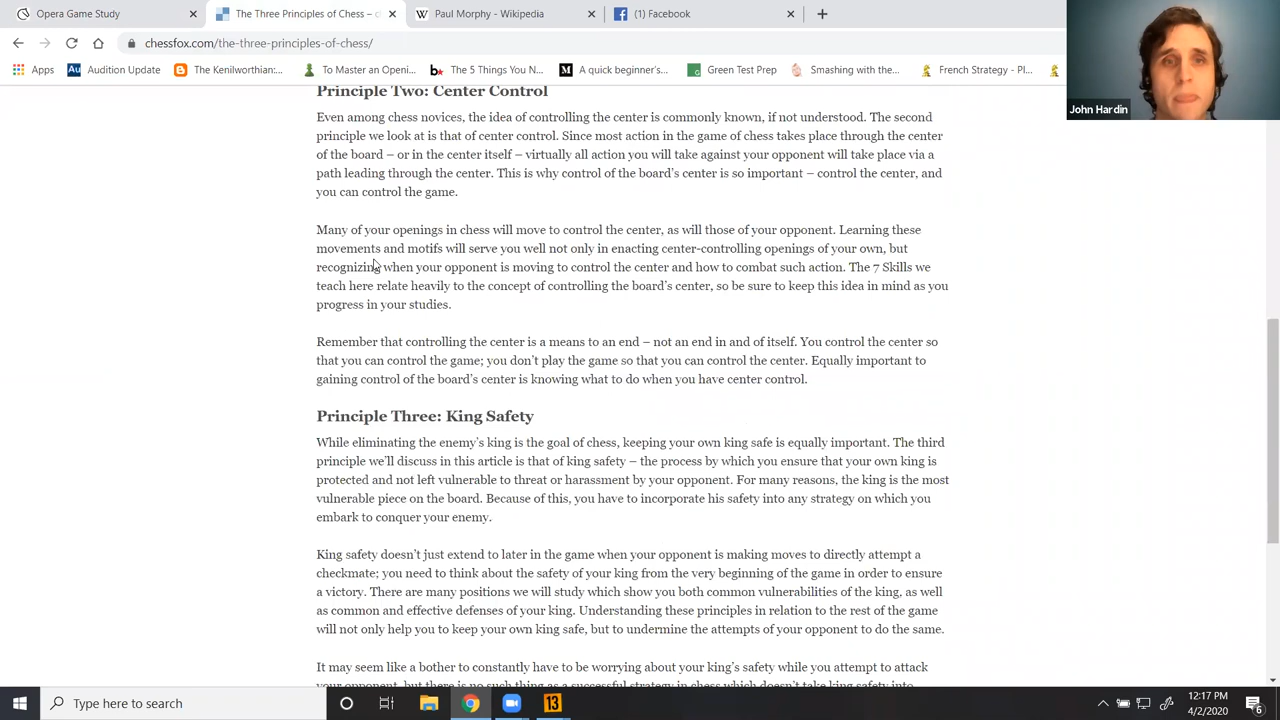 Opera Game Study
The Three Principles of Chess – c
Paul Morphy - Wikipedia
(1) Facebook
chessfox.com/the-three-principles-of-chess/
Apps
Audition Update
The Kenilworthian:...
To Master an Openi...
The 5 Things You N...
A quick beginner's...
Green Test Prep
Smashing with the...
French Strategy - Pl...
John Hardin
Principle Two: Center Control
Even among chess novices, the idea of controlling the center is commonly known, if not understood. The second
principle we look at is that of center control. Since most action in the game of chess takes place through the center
of the board – or in the center itself – virtually all action you will take against your opponent will take place via a
path leading through the center. This is why control of the board's center is so important – control the center, and
you can control the game.
Many of your openings in chess will move to control the center, as will those of your opponent. Learning these
movements and motifs will serve you well not only in enacting center-controlling openings of your own, but
recognizing when your opponent is moving to control the center and how to combat such action. The 7 Skills we
teach here relate heavily to the concept of controlling the board's center, so be sure to keep this idea in mind as you
progress in your studies.
Remember that controlling the center is a means to an end – not an end in and of itself. You control the center so
that you can control the game; you don't play the game so that you can control the center. Equally important to
gaining control of the board's center is knowing what to do when you have center control.
Principle Three: King Safety
While eliminating the enemy's king is the goal of chess, keeping your own king safe is equally important. The third
principle we'll discuss in this article is that of king safety – the process by which you ensure that your own king is
protected and not left vulnerable to threat or harassment by your opponent. For many reasons, the king is the most
vulnerable piece on the board. Because of this, you have to incorporate his safety into any strategy on which you
embark to conquer your enemy.
King safety doesn't just extend to later in the game when your opponent is making moves to directly attempt a
checkmate; you need to think about the safety of your king from the very beginning of the game in order to ensure
a victory. There are many positions we will study which show you both common vulnerabilities of the king, as well
as common and effective defenses of your king. Understanding these principles in relation to the rest of the game
will not only help you to keep your own king safe, but to undermine the attempts of your opponent to do the same.
It may seem like a bother to constantly have to be worrying about your king's safety while you attempt to attack
your opponent, but there is no such thing as a successful strategy in chess which doesn't take king safety into
Type here to search
13
12:17 PM
4/2/2020
6